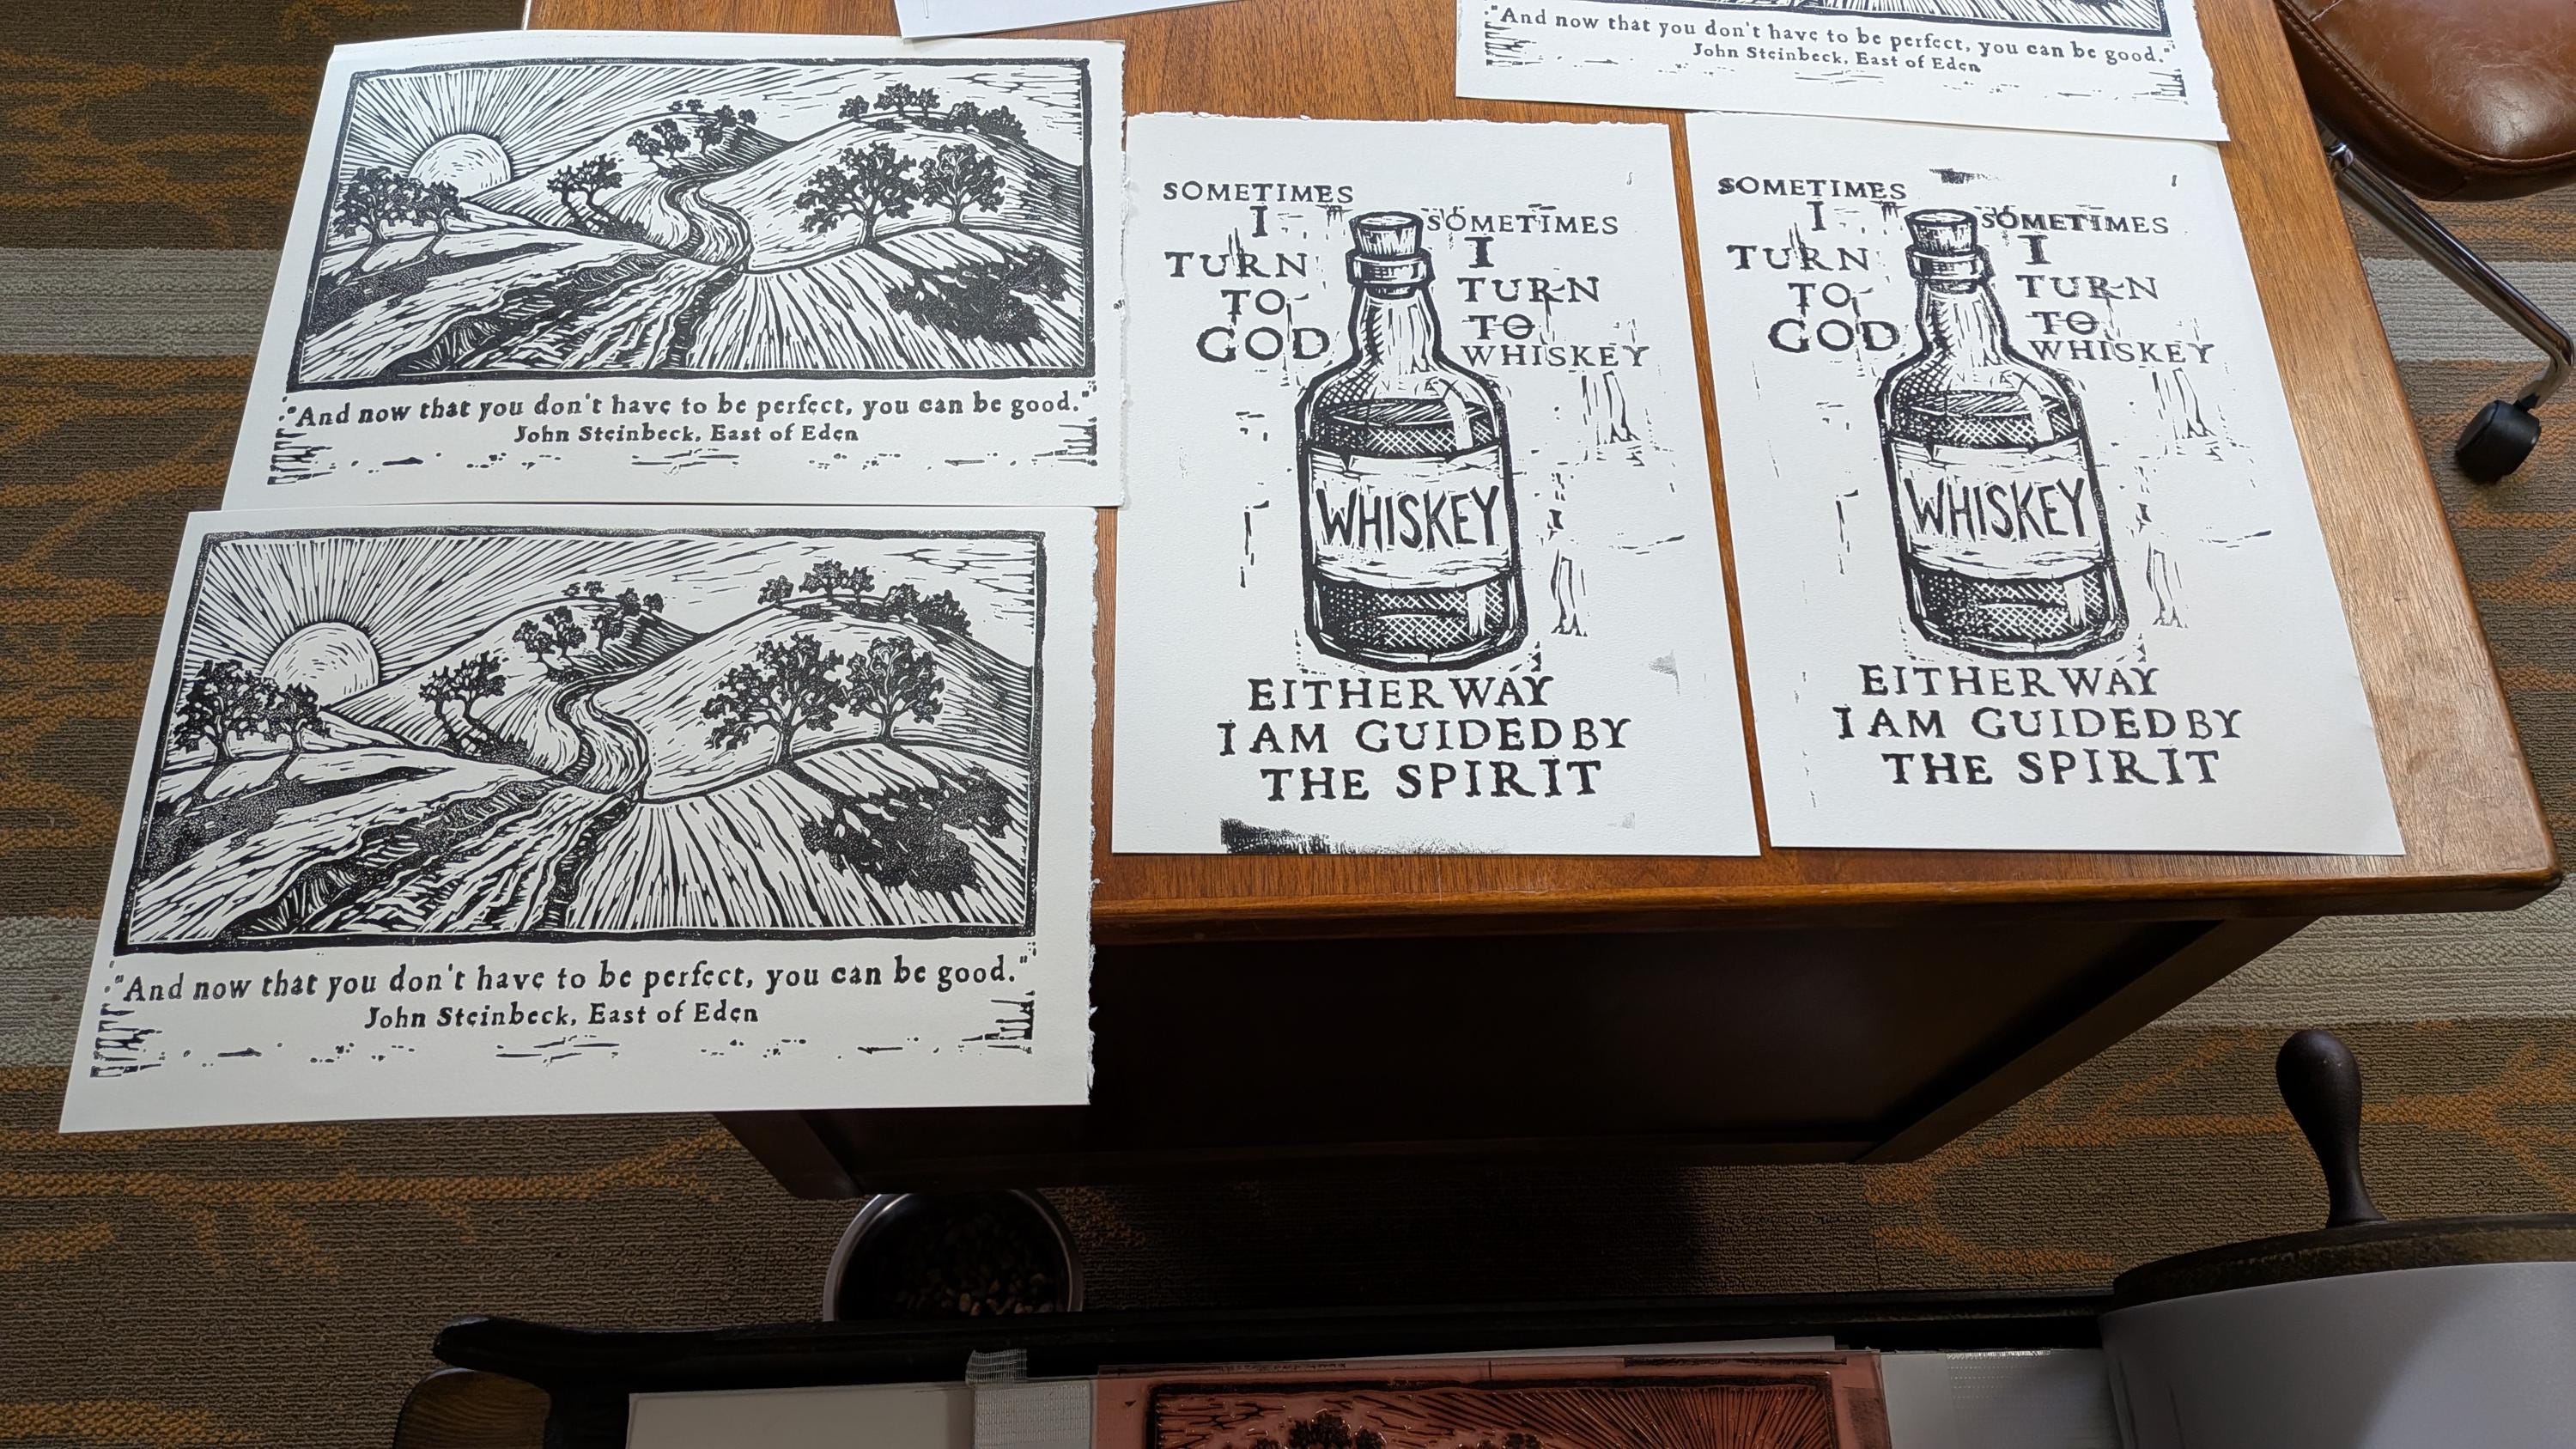 "And now that you don't have to be perfect, you can be good."
John Steinbeck, East of Eden
"And now that you don't have to be perfect, you can be good."
John Steinbeck, East of Eden
"And now that you don't have to be perfect, you can be good."
John Steinbeck, East of Eden
SOMETIMES
I
TURN
TO
GOD
SOMETIMES
I
TURN
TO
WHISKEY
WHISKEY
EITHER WAY
I AM GUIDED BY
THE SPIRIT
SOMETIMES
I
TURN
TO
GOD
SOMETIMES
I
TURN
TO
WHISKEY
WHISKEY
EITHER WAY
I AM GUIDED BY
THE SPIRIT